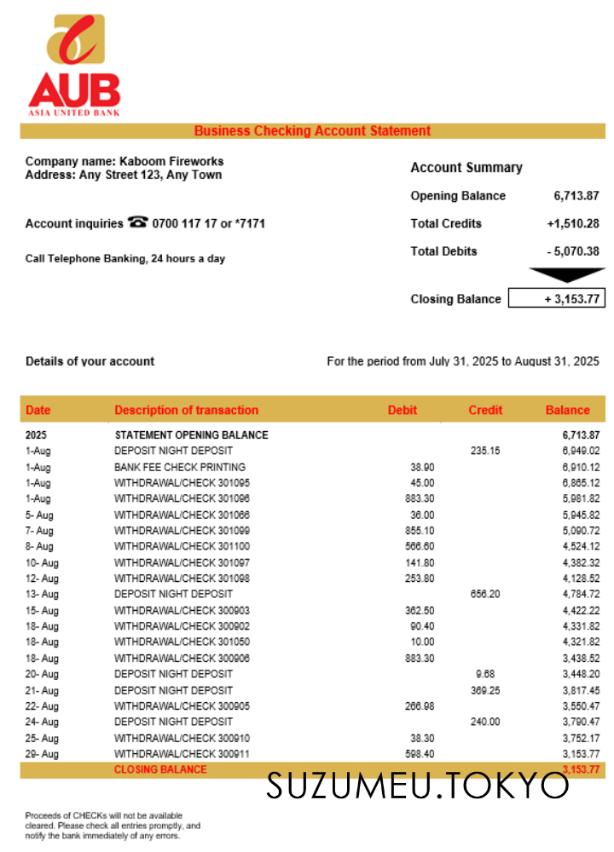 AUB
ASIA UNITED BANK
Business Checking Account Statement
Company name: Kaboom Fireworks
Address: Any Street 123, Any Town
Account inquiries ☎ 0700 117 17 or *7171
Call Telephone Banking, 24 hours a day
Account Summary
Opening Balance 6,713.87
Total Credits +1,510.28
Total Debits - 5,070.38
Closing Balance + 3,153.77
Details of your account For the period from July 31, 2025 to August 31, 2025
Date Description of transaction Debit Credit Balance
2025 STATEMENT OPENING BALANCE 6,713.87
1-Aug DEPOSIT NIGHT DEPOSIT 235.15 6,949.02
1-Aug BANK FEE CHECK PRINTING 38.90 6,910.12
1-Aug WITHDRAWAL/CHECK 301095 45.00 6,865.12
1-Aug WITHDRAWAL/CHECK 301096 883.30 5,981.82
5- Aug WITHDRAWAL/CHECK 301066 36.00 5,945.82
7- Aug WITHDRAWAL/CHECK 301099 855.10 5,090.72
8- Aug WITHDRAWAL/CHECK 301100 566.60 4,524.12
10- Aug WITHDRAWAL/CHECK 301097 141.80 4,382.32
12- Aug WITHDRAWAL/CHECK 301098 253.80 4,128.52
13- Aug DEPOSIT NIGHT DEPOSIT 656.20 4,784.72
15- Aug WITHDRAWAL/CHECK 300903 362.50 4,422.22
18- Aug WITHDRAWAL/CHECK 300902 90.40 4,331.82
18- Aug WITHDRAWAL/CHECK 301050 10.00 4,321.82
18- Aug WITHDRAWAL/CHECK 300906 883.30 3,438.52
20- Aug DEPOSIT NIGHT DEPOSIT 9.68 3,448.20
21- Aug DEPOSIT NIGHT DEPOSIT 369.25 3,817.45
22- Aug WITHDRAWAL/CHECK 300905 266.98 3,550.47
24- Aug DEPOSIT NIGHT DEPOSIT 240.00 3,790.47
25- Aug WITHDRAWAL/CHECK 300910 38.30 3,752.17
29- Aug WITHDRAWAL/CHECK 300911 598.40 3,153.77
CLOSING BALANCE 3,153.77
SUZUMEU.TOKYO
Proceeds of CHECKs will not be available
cleared. Please check all entries promptly, and
notify the bank immediately of any errors.